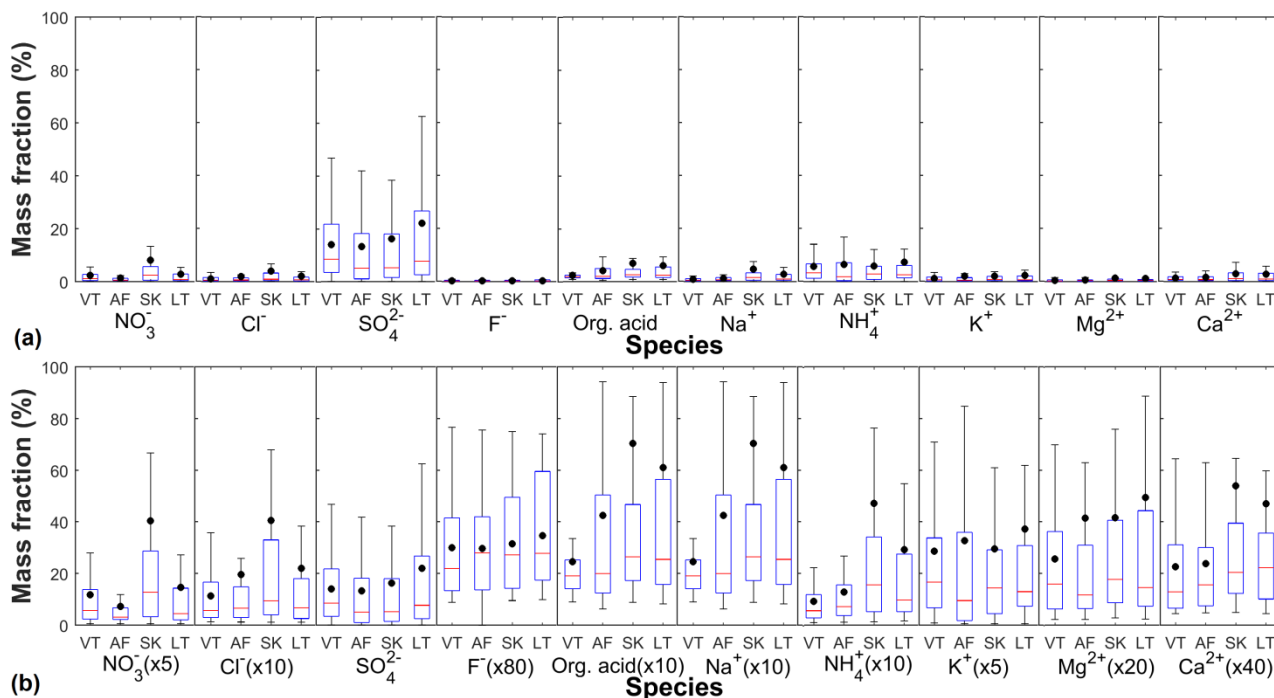 100
80
60
40
20
0
Mass fraction (%)
VT AF SK LT VT AF SK LT VT AF SK LT VT AF SK LT VT AF SK LT VT AF SK LT VT AF SK LT VT AF SK LT VT AF SK LT VT AF SK LT
NO₃⁻ Cl⁻ SO₄²⁻ F⁻ Org. acid Na⁺ NH₄⁺ K⁺ Mg²⁺ Ca²⁺
(a) Species
100
80
60
40
20
0
Mass fraction (%)
VT AF SK LT VT AF SK LT VT AF SK LT VT AF SK LT VT AF SK LT VT AF SK LT VT AF SK LT VT AF SK LT VT AF SK LT VT AF SK LT
NO₃⁻(x5) Cl⁻(x10) SO₄²⁻ F⁻(x80) Org. acid(x10) Na⁺(x10) NH₄⁺(x10) K⁺(x5) Mg²⁺(x20) Ca²⁺(x40)
(b) Species